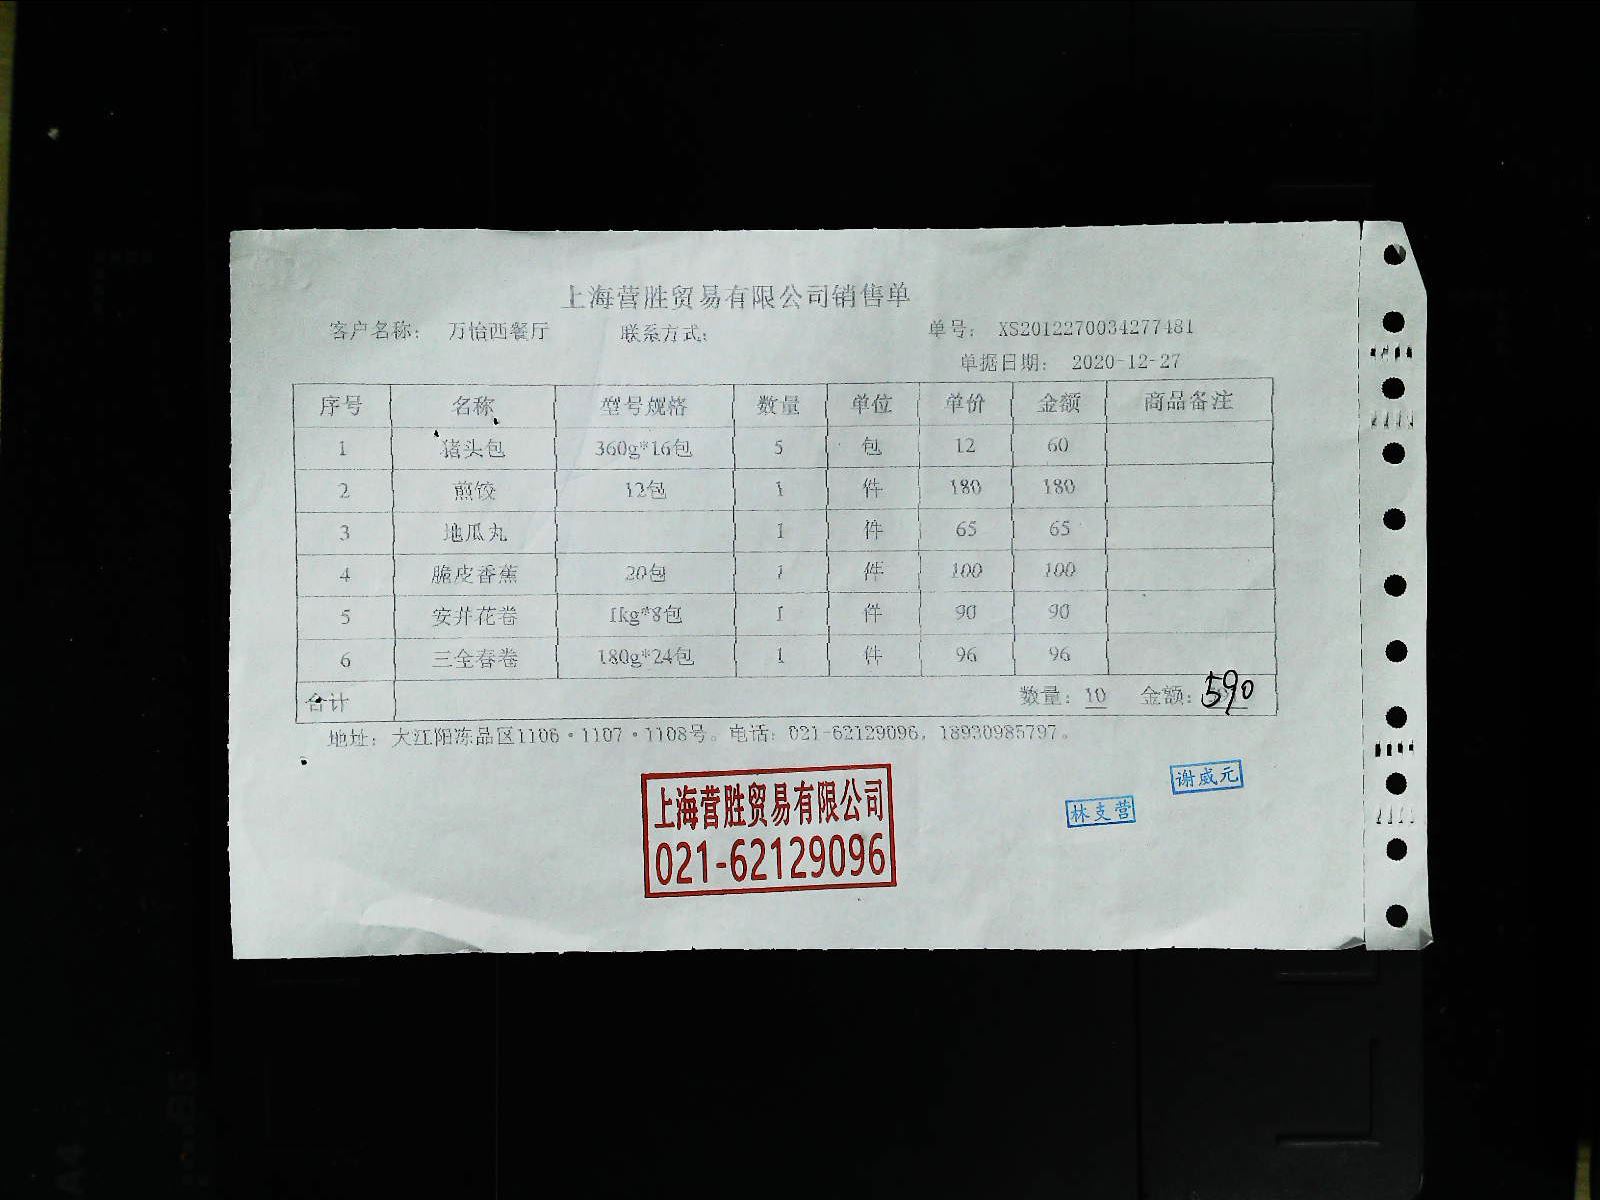 上海营胜贸易有限公司销售单
客户名称： 万怡西餐厅 联系方式： 单号： XS2012270034277481
单据日期： 2020-12-27
序号 名称 型号规格 数量 单位 单价 金额 商品备注
1 猪头包 360g*16包 5 包 12 60
2 煎饺 12包 1 件 180 180
3 地瓜丸 1 件 65 65
4 脆皮香蕉 20包 1 件 100 100
5 安井花卷 1kg*8包 1 件 90 90
6 三全春卷 180g*24包 1 件 96 96
合计 数量：10 金额：590
地址：大江阳冻品区1106·1107·1108号。电话：021-62129096，18930985797。
谢威元
林支营
上海营胜贸易有限公司
021-62129096